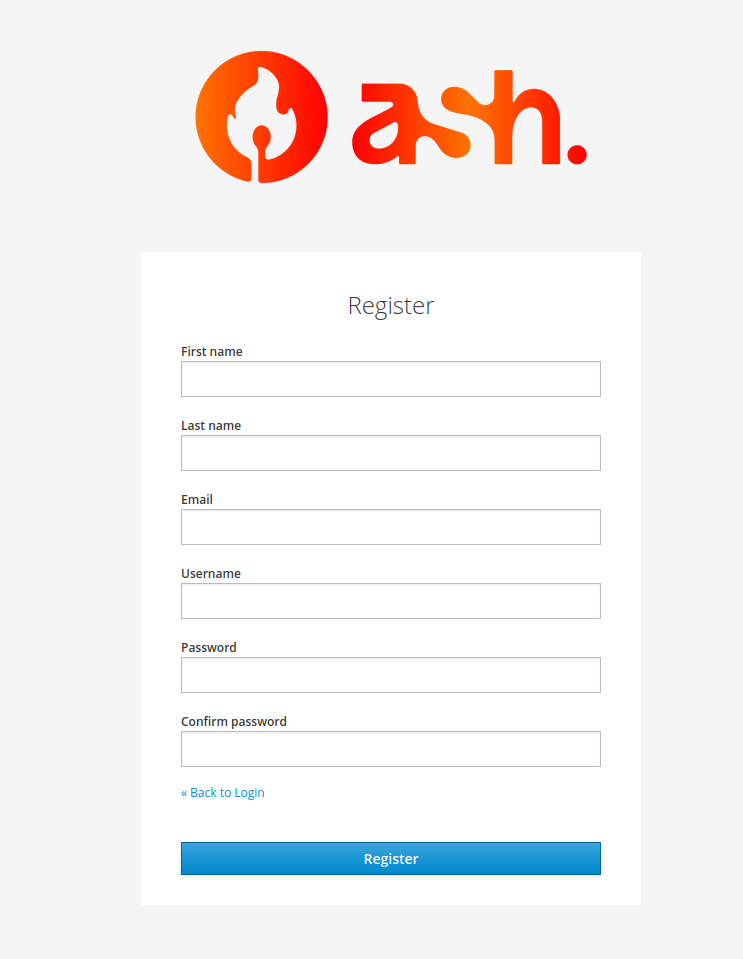 ash.
Register
First name
Last name
Email
Username
Password
Confirm password
« Back to Login
Register